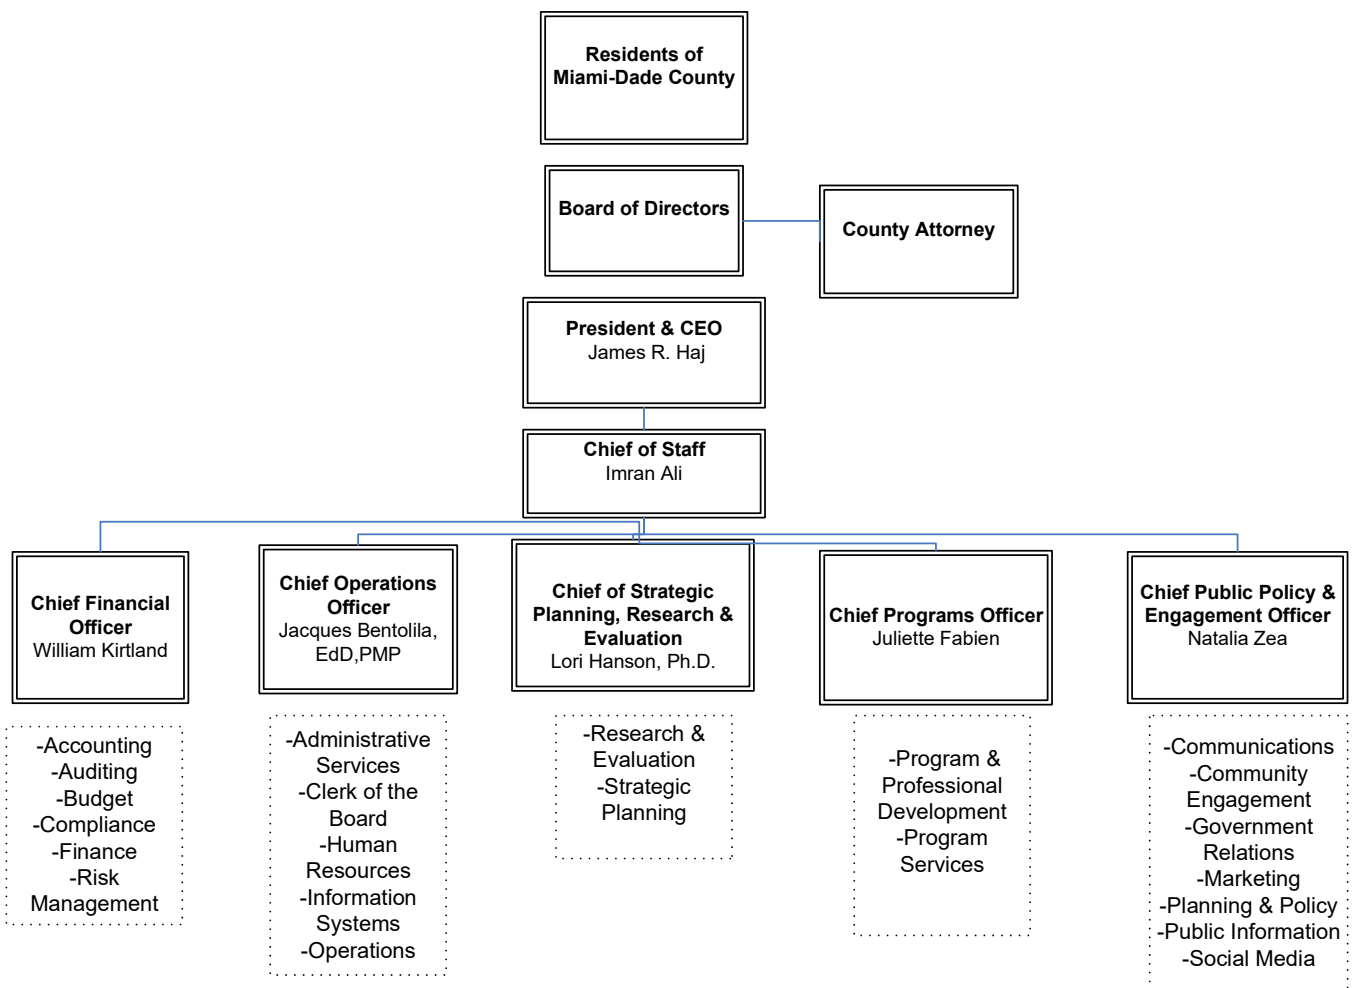 Residents of
Miami-Dade County
Board of Directors
County Attorney
President & CEO
James R. Haj
Chief of Staff
Imran Ali
Chief Financial
Officer
William Kirtland
Chief Operations
Officer
Jacques Bentolila,
EdD,PMP
Chief of Strategic
Planning, Research &
Evaluation
Lori Hanson, Ph.D.
Chief Programs Officer
Juliette Fabien
Chief Public Policy &
Engagement Officer
Natalia Zea
-Accounting
-Auditing
-Budget
-Compliance
-Finance
-Risk
Management
-Administrative
Services
-Clerk of the
Board
-Human
Resources
-Information
Systems
-Operations
-Research &
Evaluation
-Strategic
Planning
-Program &
Professional
Development
-Program
Services
-Communications
-Community
Engagement
-Government
Relations
-Marketing
-Planning & Policy
-Public Information
-Social Media